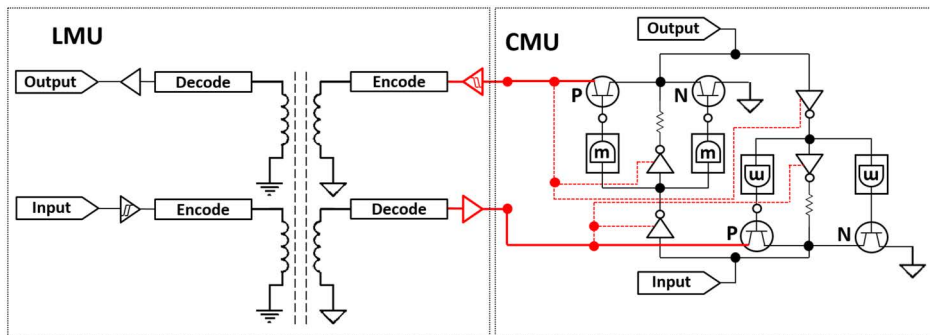 LMU
CMU
Output
Output
Decode
Encode
P
N
m
m
m
m
Input
Encode
Decode
P
N
Input